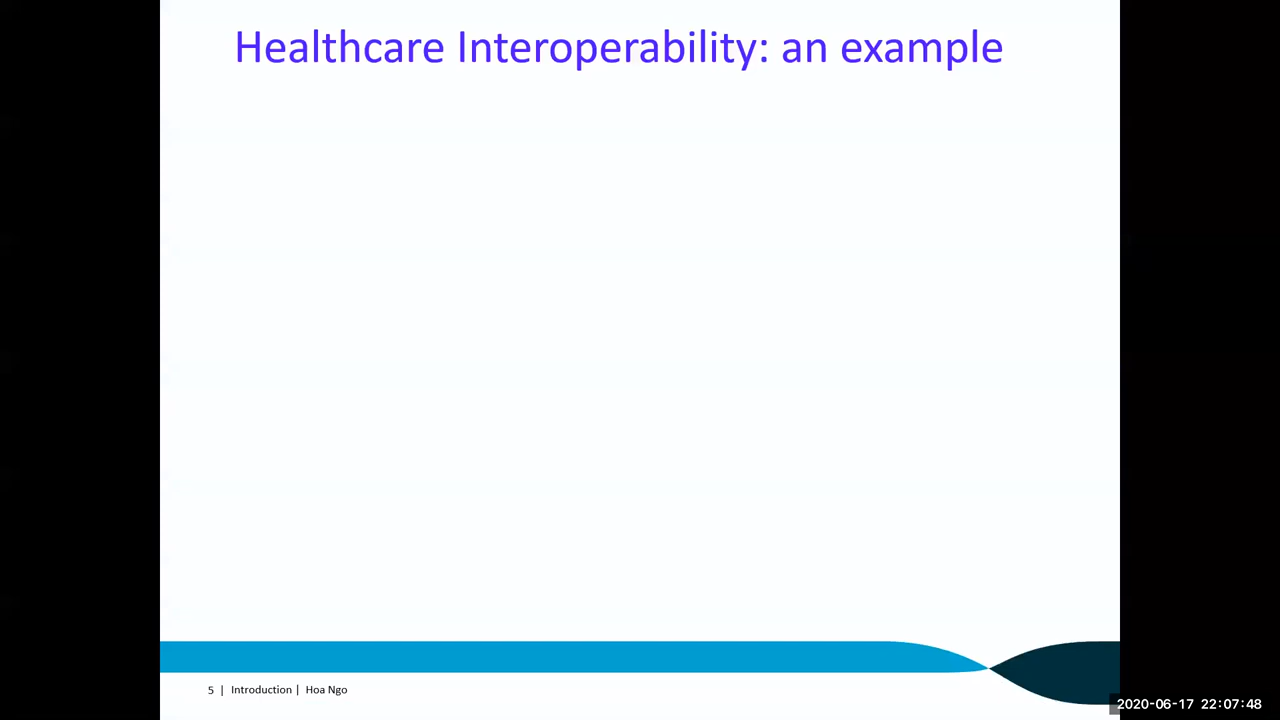 Healthcare Interoperability: an example
5 | Introduction | Hoa Ngo
2020-06-17 22:07:48